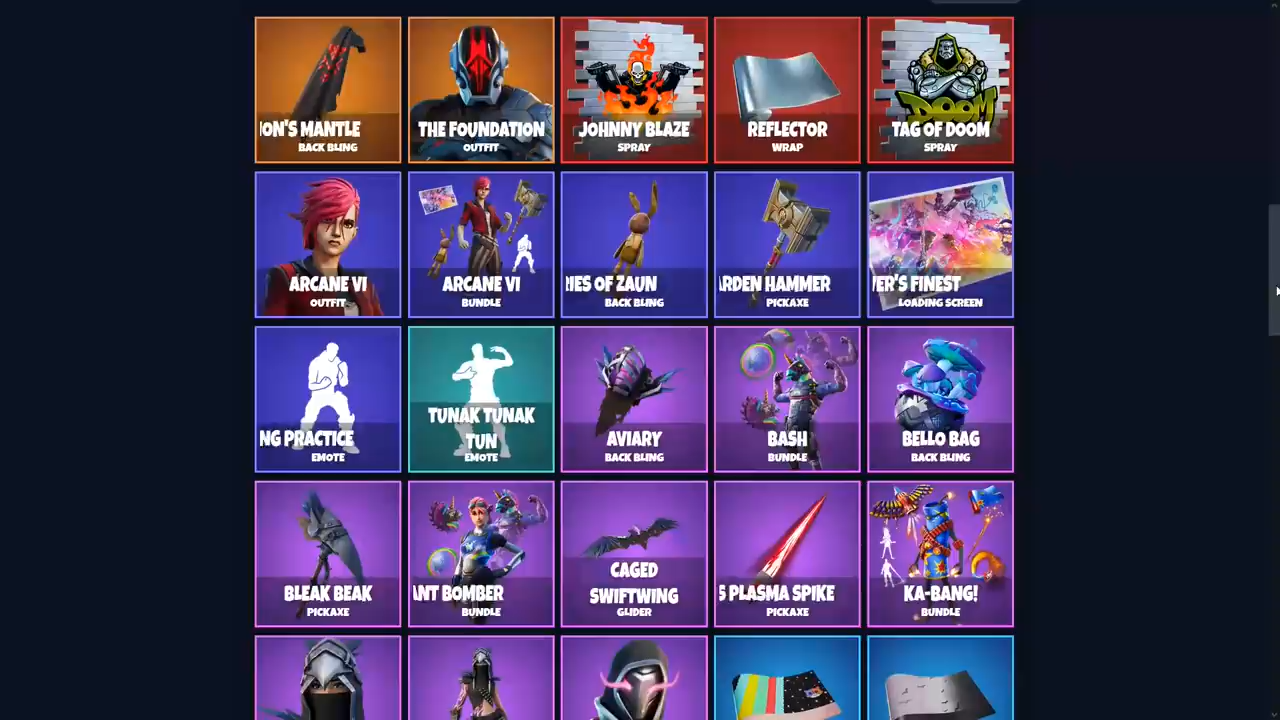 ION'S MANTLE
BACK BLING
THE FOUNDATION
OUTFIT
JOHNNY BLAZE
SPRAY
REFLECTOR
WRAP
DOOM
TAG OF DOOM
SPRAY
ARCANE VI
OUTFIT
ARCANE VI
BUNDLE
RIES OF ZAUN
BACK BLING
ARDEN HAMMER
PICKAXE
VER'S FINEST
LOADING SCREEN
NG PRACTICE
EMOTE
TUNAK TUNAK
TUN
EMOTE
AVIARY
BACK BLING
BASH
BUNDLE
BELLO BAG
BACK BLING
BLEAK BEAK
PICKAXE
ANT BOMBER
BUNDLE
CAGED
SWIFTWING
GLIDER
S PLASMA SPIKE
PICKAXE
KA-BANG!
BUNDLE